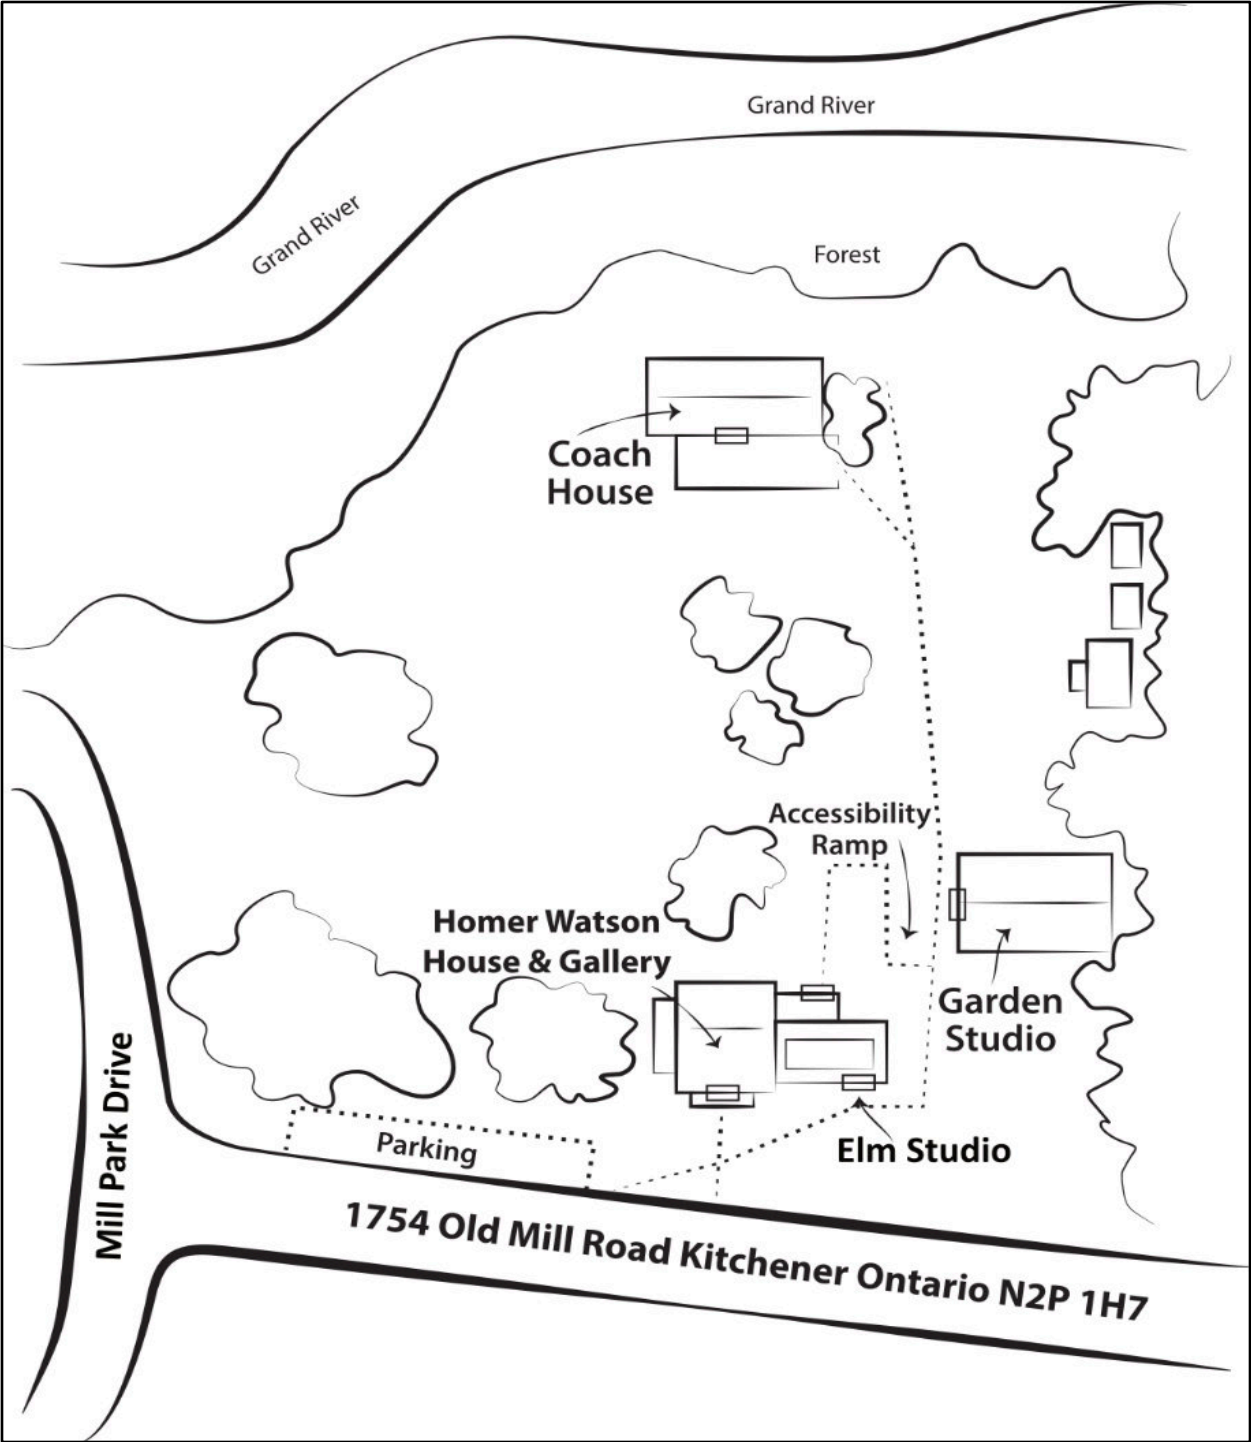 Grand River
Grand River
Forest
Coach
House
Accessibility
Ramp
Homer Watson
House & Gallery
Garden
Studio
Elm Studio
Parking
Mill Park Drive
1754 Old Mill Road Kitchener Ontario N2P 1H7